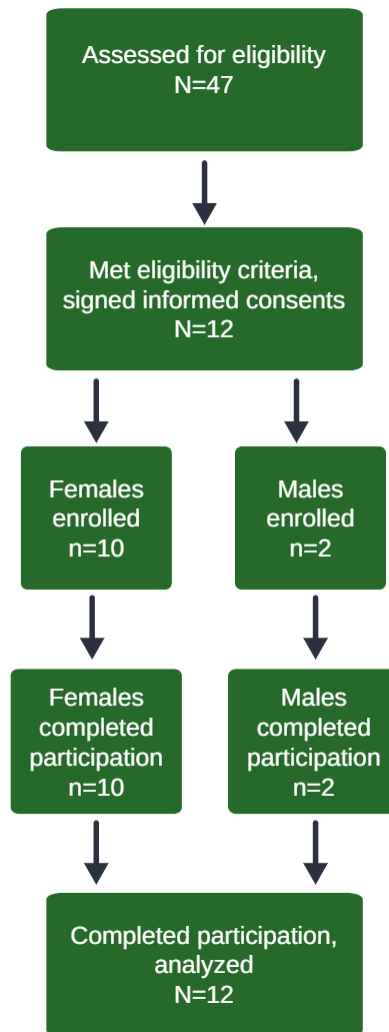 Assessed for eligibility
N=47
Met eligibility criteria,
signed informed consents
N=12
Females
enrolled
n=10
Males
enrolled
n=2
Females
completed
participation
n=10
Males
completed
participation
n=2
Completed participation,
analyzed
N=12